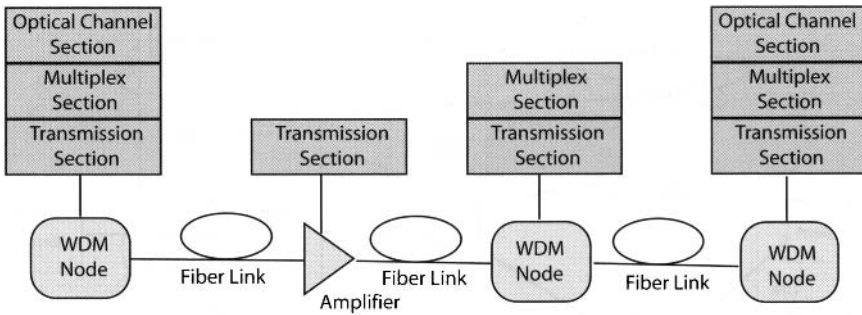 Optical Channel
Section
Multiplex
Section
Transmission
Section
Transmission
Section
Multiplex
Section
Transmission
Section
Optical Channel
Section
Multiplex
Section
Transmission
Section
WDM
Node
Fiber Link
Amplifier
Fiber Link
WDM
Node
Fiber Link
WDM
Node